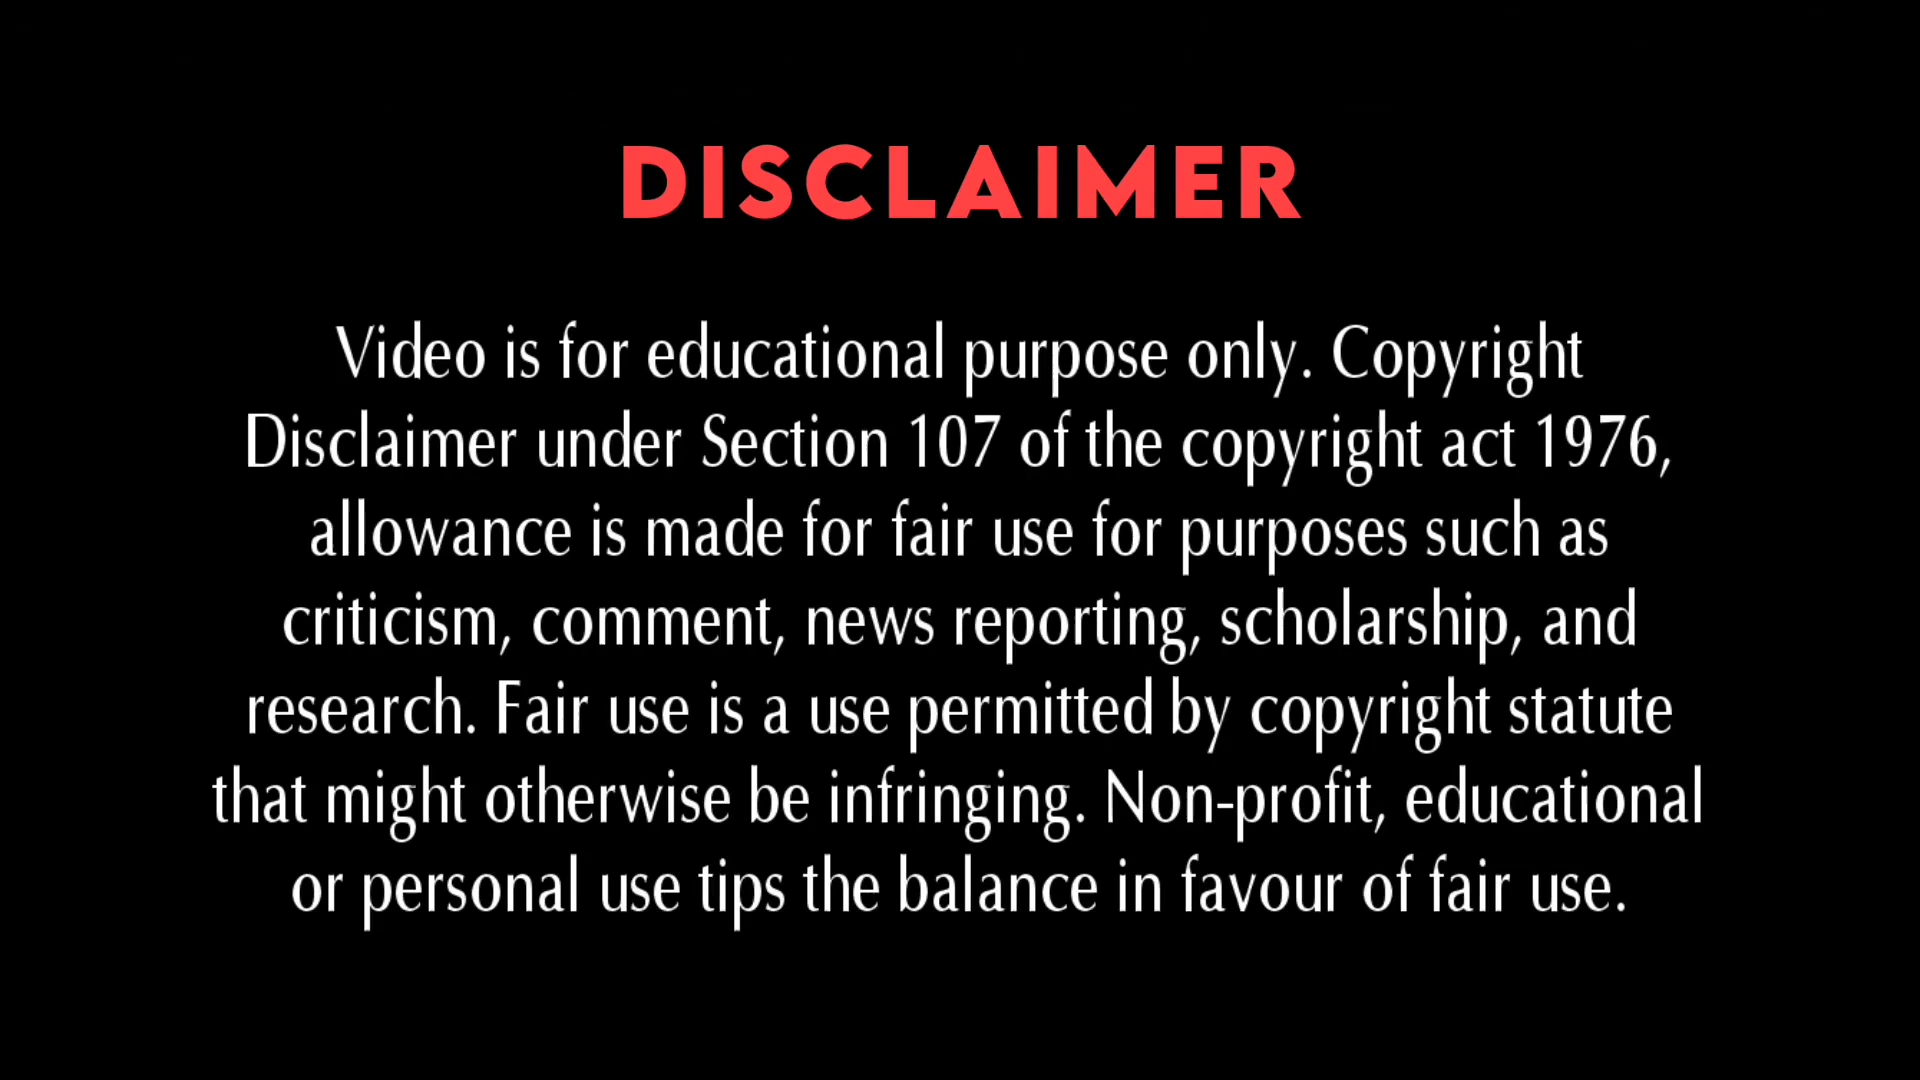 DISCLAIMER
Video is for educational purpose only. Copyright
Disclaimer under Section 107 of the copyright act 1976,
allowance is made for fair use for purposes such as
criticism, comment, news reporting, scholarship, and
research. Fair use is a use permitted by copyright statute
that might otherwise be infringing. Non-profit, educational
or personal use tips the balance in favour of fair use.